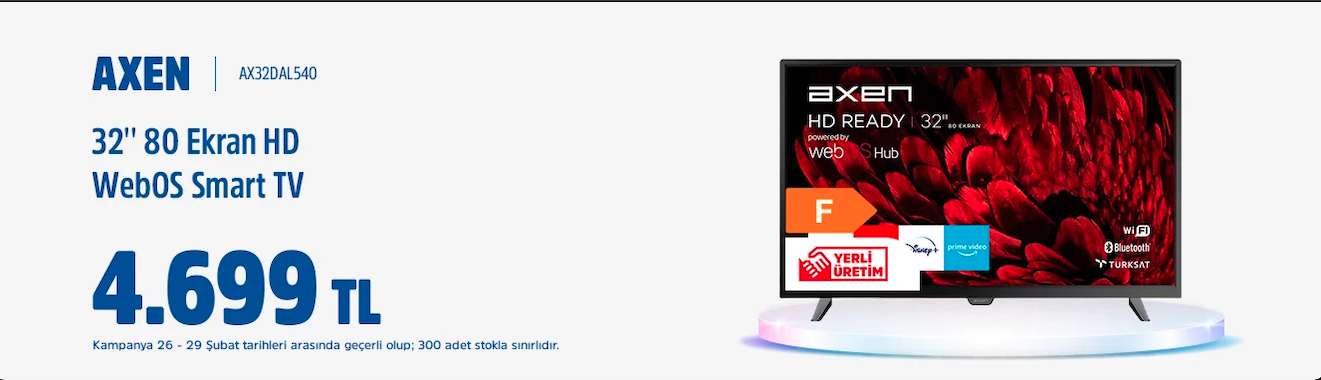 AXEN
AX32DAL540
32" 80 Ekran HD
WebOS Smart TV
4.699 TL
Kampanya 26 - 29 Şubat tarihleri arasında geçerli olup; 300 adet stokla sınırlıdır.
axen
HD READY | 32" 80 EKRAN
powered by
webOS Hub
F
YERLİ
ÜRETİM
Disney+
prime video
WiFi
Bluetooth
TÜRKSAT